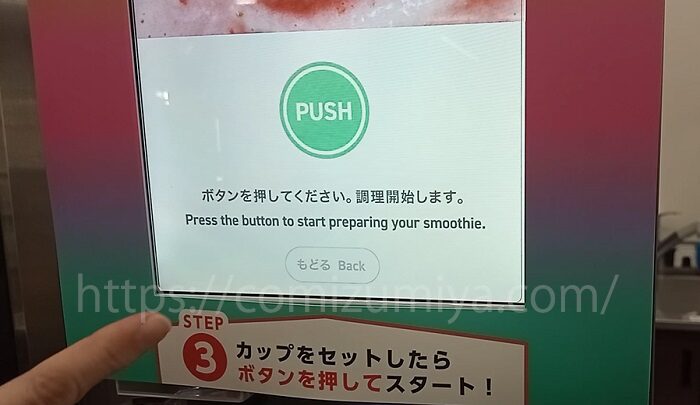 PUSH
ボタンを押してください。調理開始します。
Press the button to start preparing your smoothie.
もどる Back
https://comizumiya.com/
STEP
3
カップをセットしたら
ボタンを押してスタート!